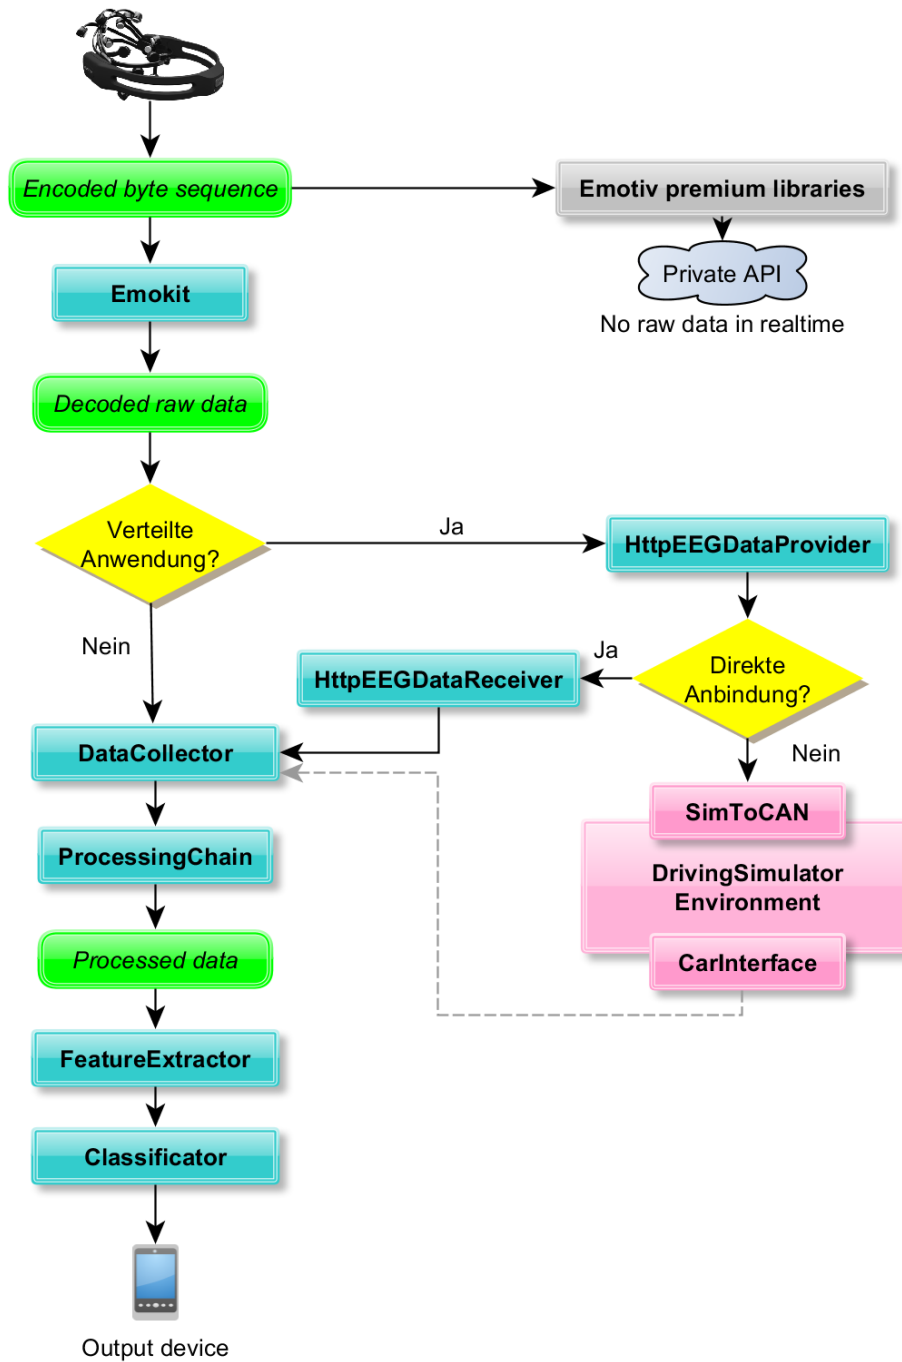 Encoded byte sequence
Emotiv premium libraries
Private API
No raw data in realtime
Emokit
Decoded raw data
Verteilte
Anwendung?
Ja
HttpEEGDataProvider
Nein
Direkte
Anbindung?
Ja
HttpEEGDataReceiver
Nein
DataCollector
SimToCAN
ProcessingChain
DrivingSimulator
Environment
Processed data
CarInterface
FeatureExtractor
Classificator
Output device